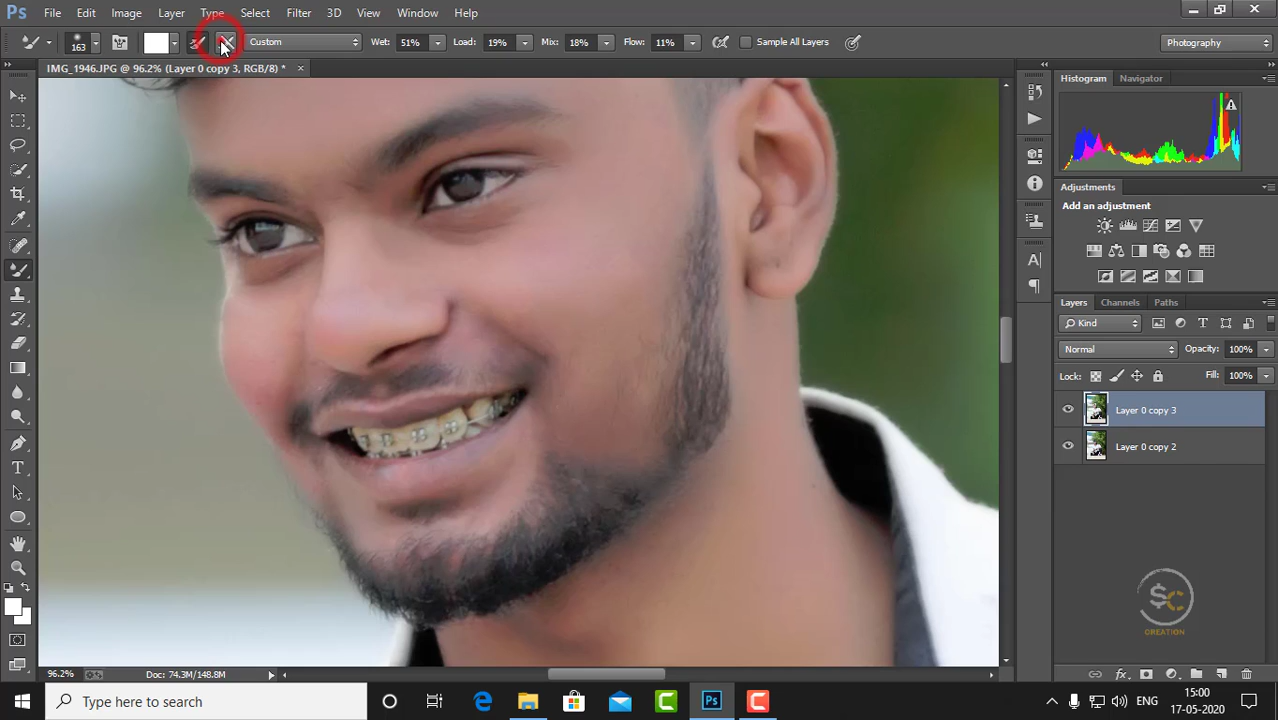 Ps File Edit Image Layer Type Select Filter 3D View Window Help
163 Custom Wet: 51% Load: 19% Mix: 18% Flow: 11% Sample All Layers Photography
IMG_1946.JPG @ 96.2% (Layer 0 copy 3, RGB/8) *
Histogram Navigator
Adjustments
Add an adjustment
Layers Channels Paths
Kind
Normal Opacity: 100%
Lock: Fill: 100%
Layer 0 copy 3
Layer 0 copy 2
SC
CREATION
96.2% Doc: 74.3M/148.8M
Type here to search
ENG
15:00
17-05-2020